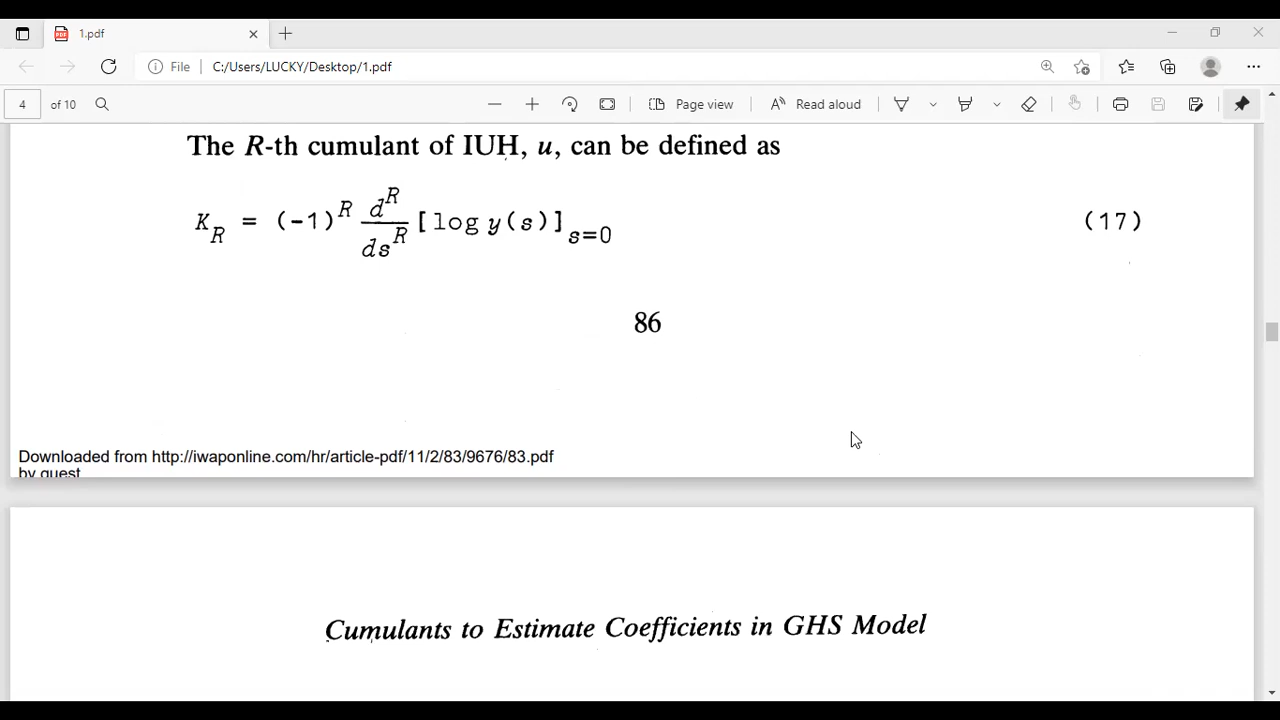 1.pdf
File C:/Users/LUCKY/Desktop/1.pdf
4 of 10 Page view Read aloud
The R-th cumulant of IUH, u, can be defined as
K_R = (-1)^R d^R/ds^R [log y(s)]_{s=0} (17)
86
Downloaded from http://iwaponline.com/hr/article-pdf/11/2/83/9676/83.pdf
by guest
Cumulants to Estimate Coefficients in GHS Model